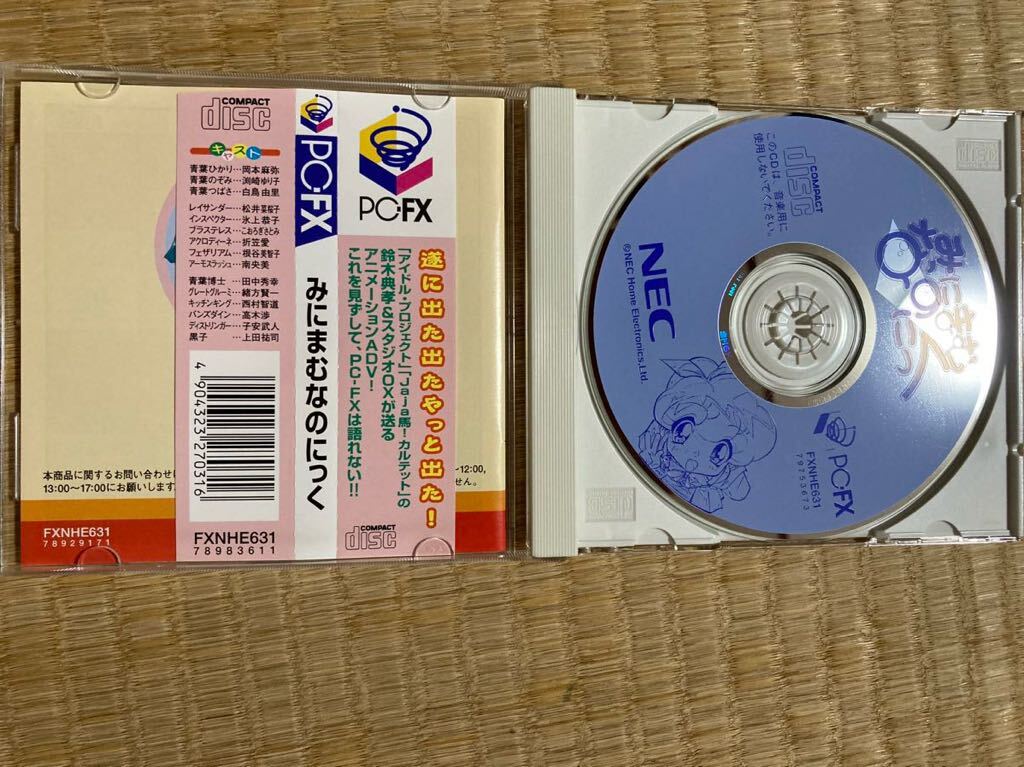 COMPACT
disc
キャスト
青葉ひかり…岡本麻弥
青葉のぞみ…渕崎ゆり子
青葉つばさ…白鳥由里
レイサンダー…松井菜桜子
インスペクター…氷上恭子
プラステレス…こおろぎさとみ
アクロディーネ…折笠愛
フェザリアム…根谷美智子
アーモスラッシュ…南央美
青葉博士…田中秀幸
グレートグルーミー…緒方賢一
キッチンキング…西村智道
バンズダイン…高木渉
ディストリンガー…子安武人
黒子…上田祐司
4 904323 270316
FXNHE631
78983611
PC-FX
みにまむなのにっく
PC-FX
遂に出た出たやっと出た!
「アイドル・プロジェクト」「Jaja馬!カルテット」の
鈴木典孝&スタジオOXが送る
アニメーションADV!
これを見ずして、PC-FXは語れない!!
COMPACT
disc
本商品に関するお問い合わせは
〜12:00,
13:00〜17:00にお願いします。
せん。
FXNHE631
78929171
このCDは、音楽用に
使用しないでください。
COMPACT
disc
NEC
©NEC Home Electronics,Ltd.
みにまむ
なのにっく
PC-FX
FXNHE631
79753673